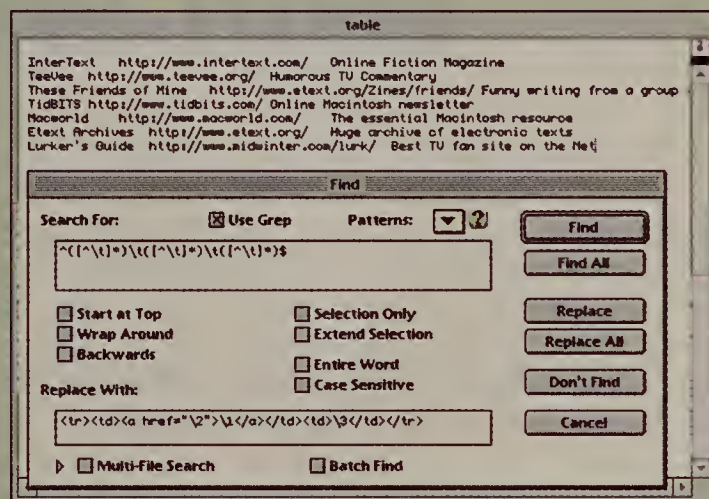 table
InterText http://www.intertext.com/ Online Fiction Magazine
TeeVee http://www.teevee.org/ Humorous TV Commentary
These Friends of Mine http://www.etext.org/Zines/friends/ Funny writing from a group
TidBITS http://www.tidbits.com/ Online Macintosh newsletter
Macworld http://www.macworld.com/ The essential Macintosh resource
Etext Archives http://www.etext.org/ Huge archive of electronic texts
Lurker's Guide http://www.midwinter.com/lurk/ Best TV fan site on the Net
Find
Search For: Use Grep Patterns: ?
^([^\t]*)\t([^\t]*)\t([^\t]*)$
Find
Find All
Start at Top Selection Only Replace
Wrap Around Extend Selection Replace All
Backwards
Entire Word
Case Sensitive Don't Find
Replace With:
<tr><td><a href="\2">\1</a></td><td>\3</td></tr>
Cancel
Multi-File Search Batch Find